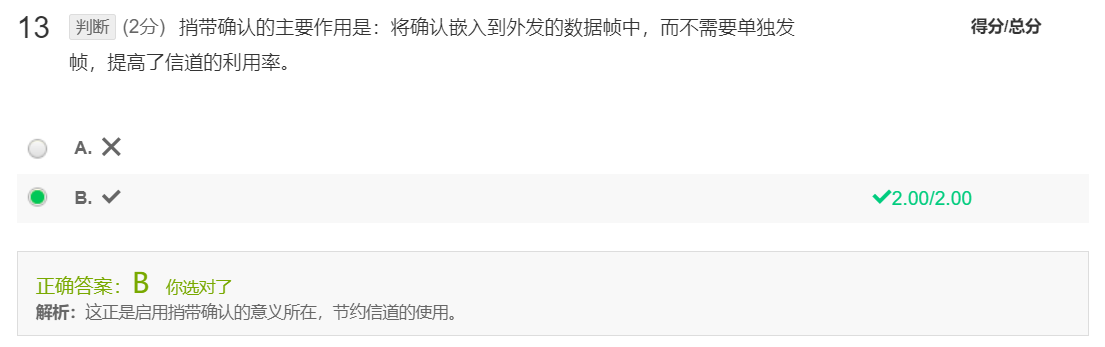 13 判断 (2分) 捎带确认的主要作用是：将确认嵌入到外发的数据帧中，而不需要单独发 得分/总分
帧，提高了信道的利用率。
A. ✕
B. ✓ ✓2.00/2.00
正确答案：B 你选对了
解析：这正是启用捎带确认的意义所在，节约信道的使用。